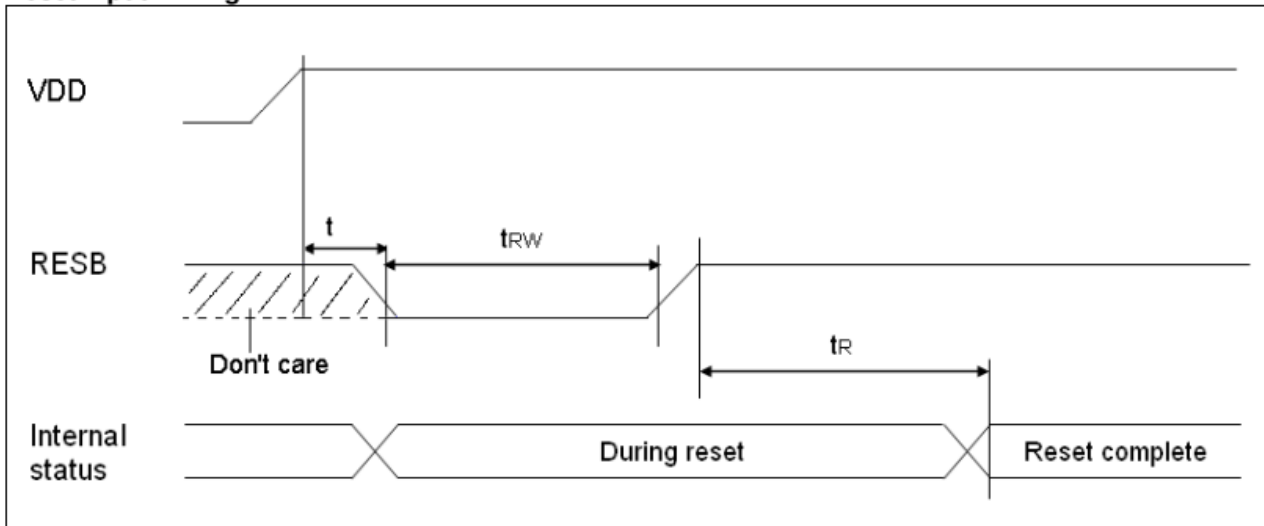 VDD
t
tRW
RESB
Don't care
tR
Internal
status
During reset
Reset complete